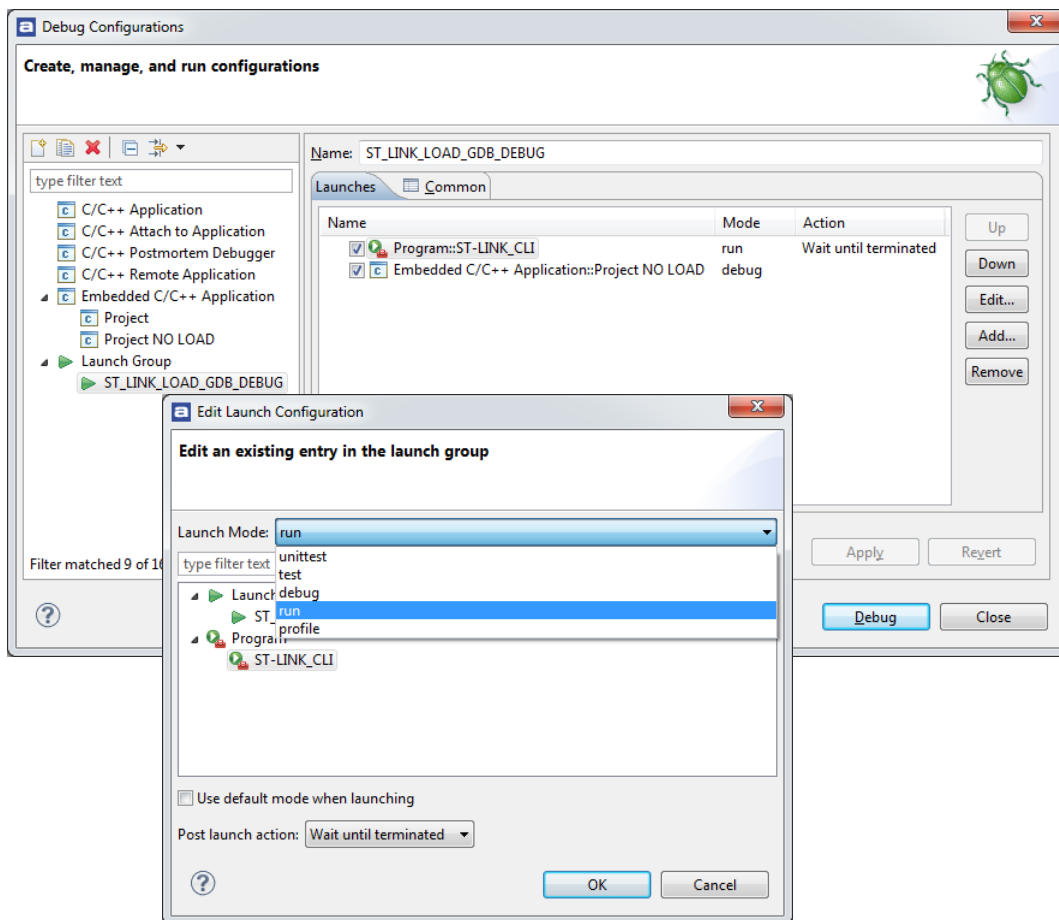 Debug Configurations
Create, manage, and run configurations
type filter text
C/C++ Application
C/C++ Attach to Application
C/C++ Postmortem Debugger
C/C++ Remote Application
Embedded C/C++ Application
Project
Project NO LOAD
Launch Group
ST_LINK_LOAD_GDB_DEBUG
Filter matched 9 of 16
Name: ST_LINK_LOAD_GDB_DEBUG
Launches Common
Name Mode Action
Program::ST-LINK_CLI run Wait until terminated
Embedded C/C++ Application::Project NO LOAD debug
Up
Down
Edit...
Add...
Remove
Apply Revert
Debug Close
Edit Launch Configuration
Edit an existing entry in the launch group
Launch Mode: run
unittest
test
debug
run
profile
type filter text
Launch
ST_
Program
ST-LINK_CLI
Use default mode when launching
Post launch action: Wait until terminated
OK Cancel